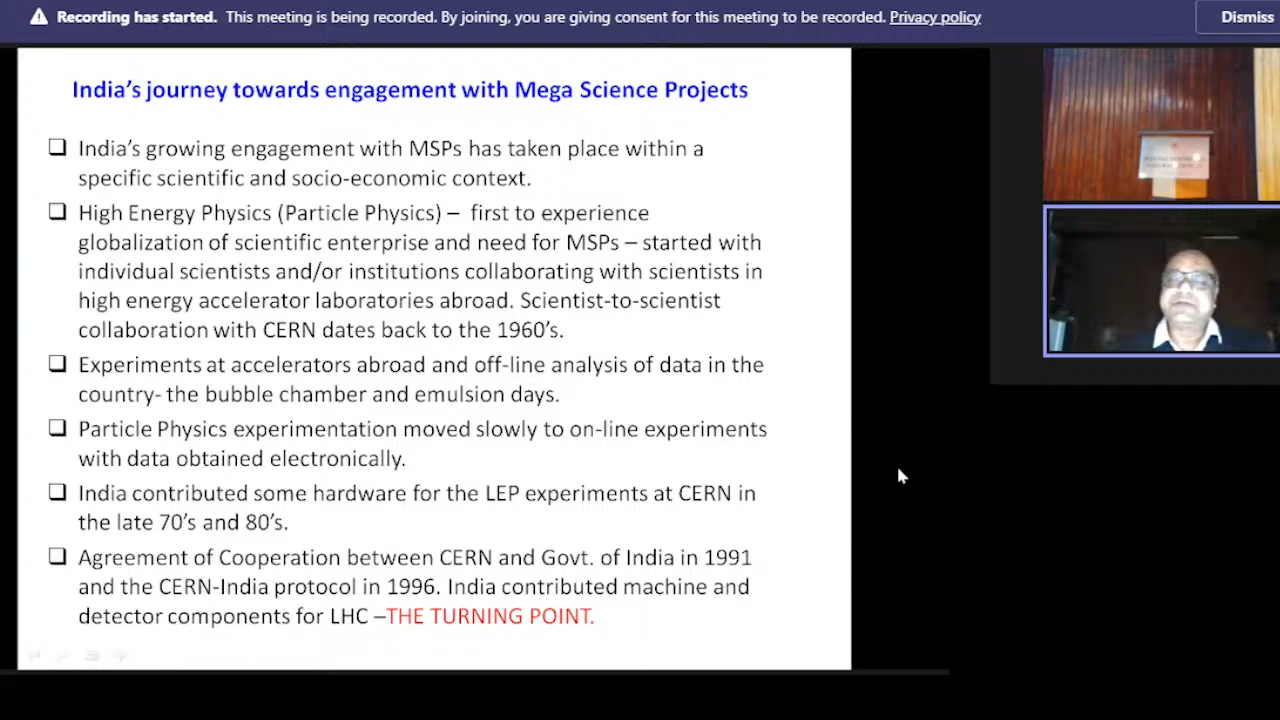 Recording has started. This meeting is being recorded. By joining, you are giving consent for this meeting to be recorded. Privacy policy
Dismiss
India's journey towards engagement with Mega Science Projects
India's growing engagement with MSPs has taken place within a
specific scientific and socio-economic context.
High Energy Physics (Particle Physics) – first to experience
globalization of scientific enterprise and need for MSPs – started with
individual scientists and/or institutions collaborating with scientists in
high energy accelerator laboratories abroad. Scientist-to-scientist
collaboration with CERN dates back to the 1960's.
Experiments at accelerators abroad and off-line analysis of data in the
country- the bubble chamber and emulsion days.
Particle Physics experimentation moved slowly to on-line experiments
with data obtained electronically.
India contributed some hardware for the LEP experiments at CERN in
the late 70's and 80's.
Agreement of Cooperation between CERN and Govt. of India in 1991
and the CERN-India protocol in 1996. India contributed machine and
detector components for LHC –THE TURNING POINT.